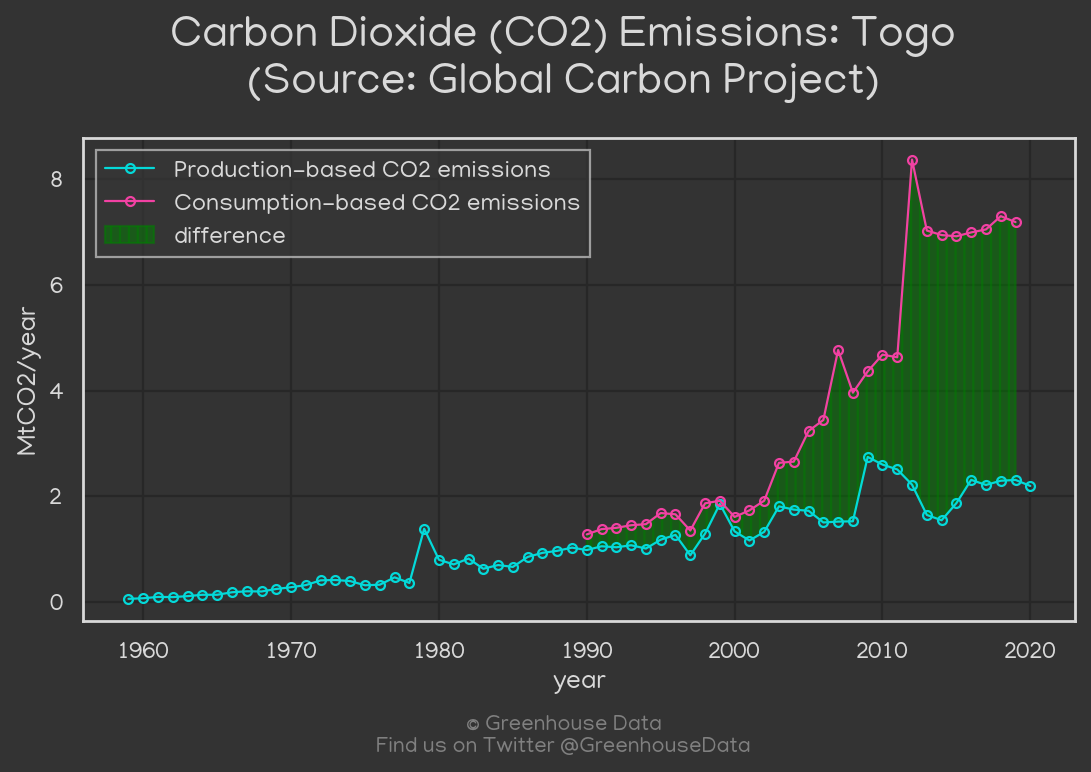 Carbon Dioxide (CO2) Emissions: Togo
(Source: Global Carbon Project)
Production-based CO2 emissions
Consumption-based CO2 emissions
difference
8
6
4
2
0
MtCO2/year
1960 1970 1980 1990 2000 2010 2020
year
© Greenhouse Data
Find us on Twitter @GreenhouseData